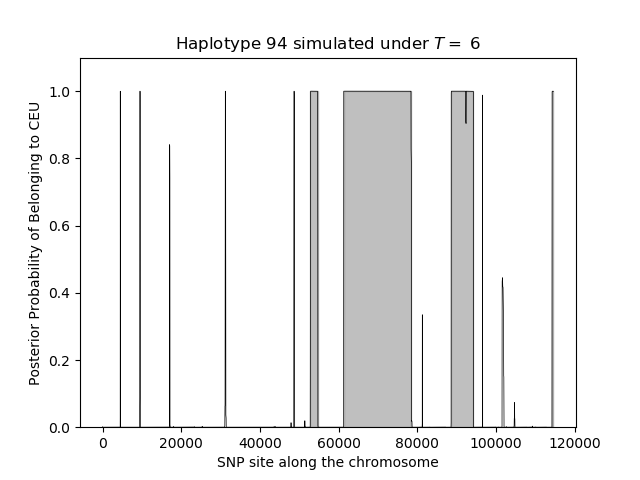 Haplotype 94 simulated under T = 6
Posterior Probability of Belonging to CEU
1.0
0.8
0.6
0.4
0.2
0.0
0 20000 40000 60000 80000 100000 120000
SNP site along the chromosome